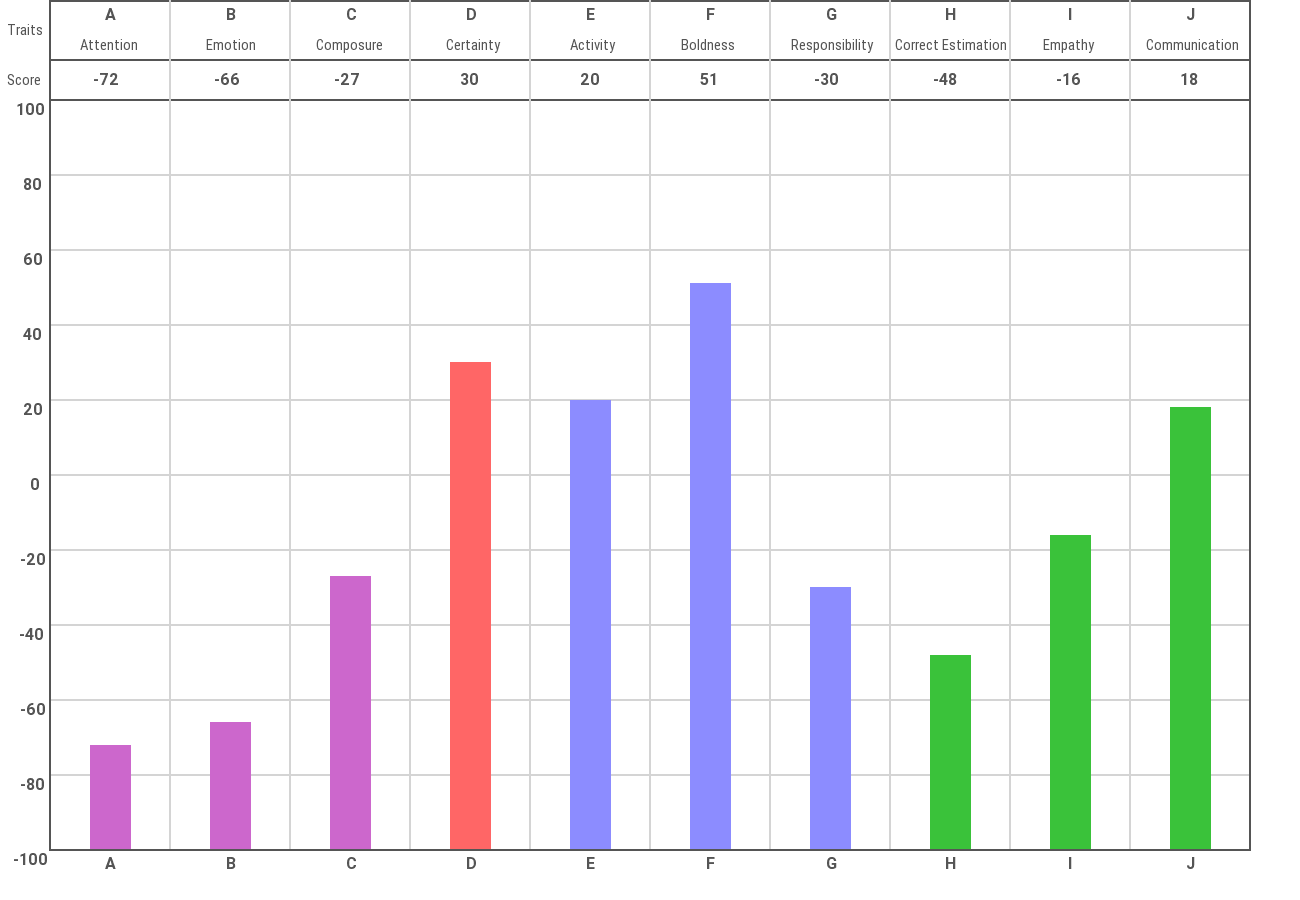 A B C D E F G H I J
Traits
Attention Emotion Composure Certainty Activity Boldness Responsibility Correct Estimation Empathy Communication
Score -72 -66 -27 30 20 51 -30 -48 -16 18
100
80
60
40
20
0
-20
-40
-60
-80
-100
A B C D E F G H I J